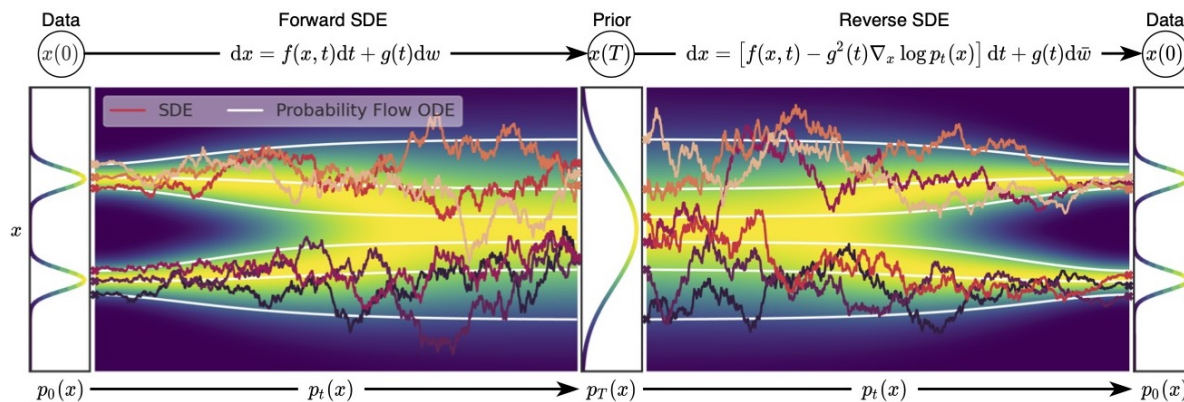 Data Forward SDE Prior Reverse SDE Data
x(0) dx = f(x, t)dt + g(t)dw x(T) dx = [f(x, t) − g²(t)∇ₓ log pₜ(x)] dt + g(t)dw̄ x(0)
SDE Probability Flow ODE
x
p₀(x) pₜ(x) p_T(x) pₜ(x) p₀(x)